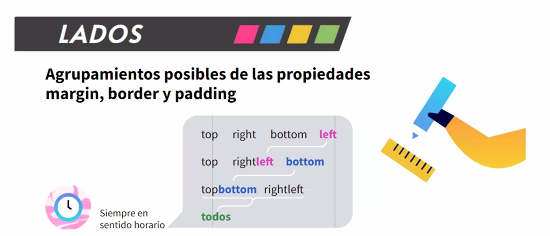 LADOS
Agrupamientos posibles de las propiedades
margin, border y padding
top right bottom left
top rightleft bottom
topbottom rightleft
todos
Siempre en
sentido horario